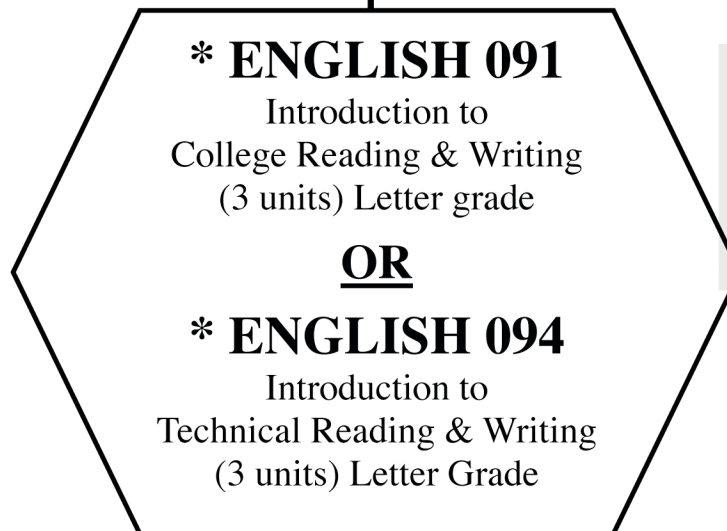 * ENGLISH 091
Introduction to
College Reading & Writing
(3 units) Letter grade
OR
* ENGLISH 094
Introduction to
Technical Reading & Writing
(3 units) Letter Grade